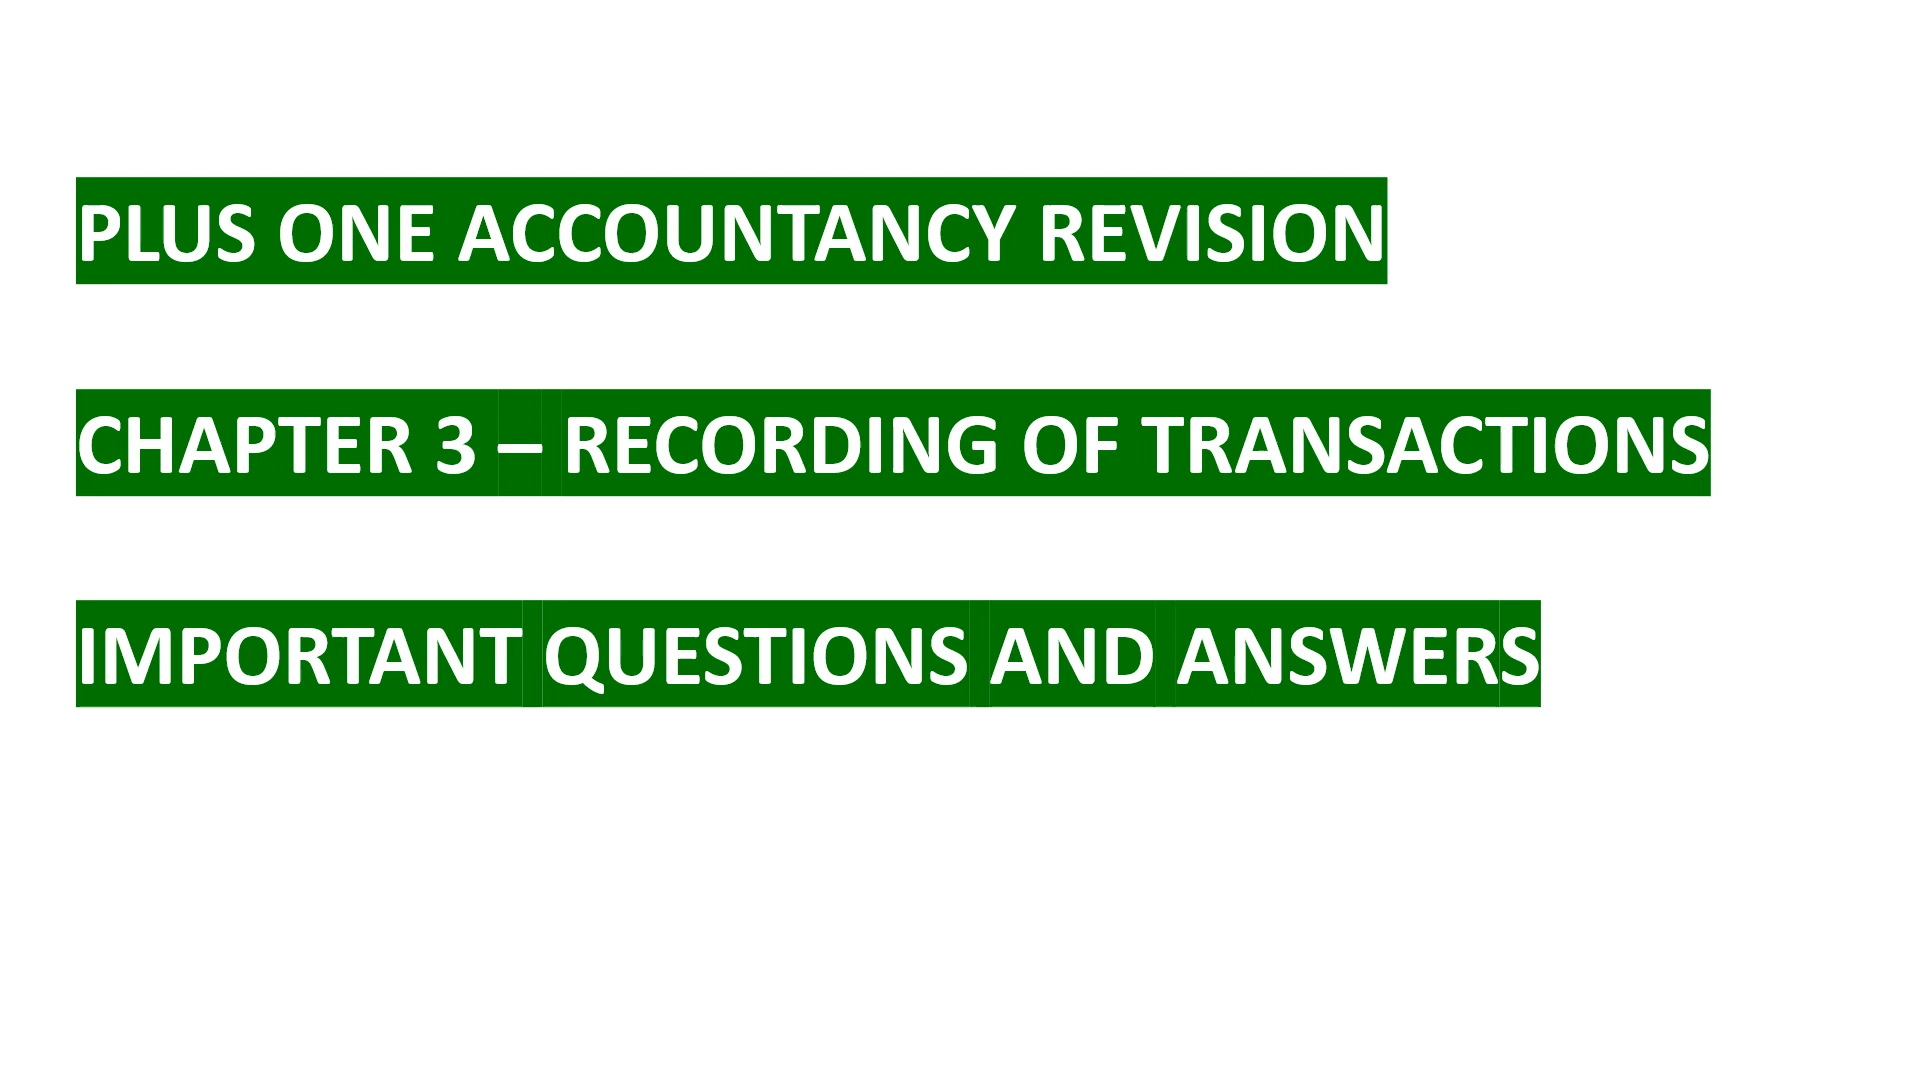 PLUS ONE ACCOUNTANCY REVISION
CHAPTER 3 – RECORDING OF TRANSACTIONS
IMPORTANT QUESTIONS AND ANSWERS